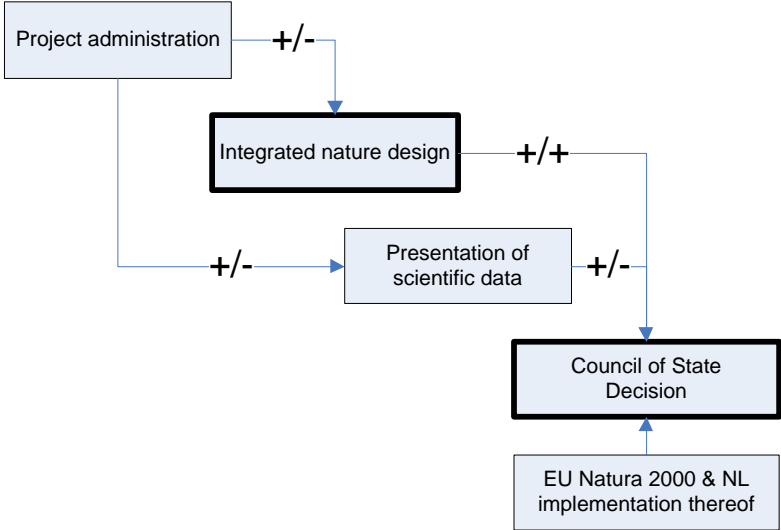 Project administration
+/-
Integrated nature design
+/+
+/-
Presentation of
scientific data
+/-
Council of State
Decision
EU Natura 2000 & NL
implementation thereof